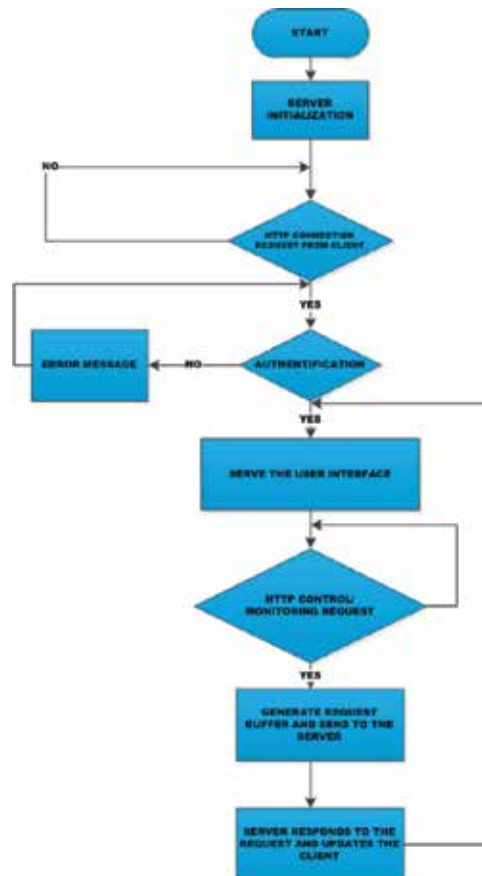 START
SERVER
INITIALIZATION
NO
HTTP CONNECTION
REQUEST FROM CLIENT
YES
ERROR MESSAGE
NO
AUTHENTIFICATION
YES
SERVE THE USER INTERFACE
HTTP CONTROL/
MONITORING REQUEST
YES
GENERATE REQUEST
BUFFER AND SEND TO THE
SERVER
SERVER RESPONDS TO THE
REQUEST AND UPDATES THE
CLIENT